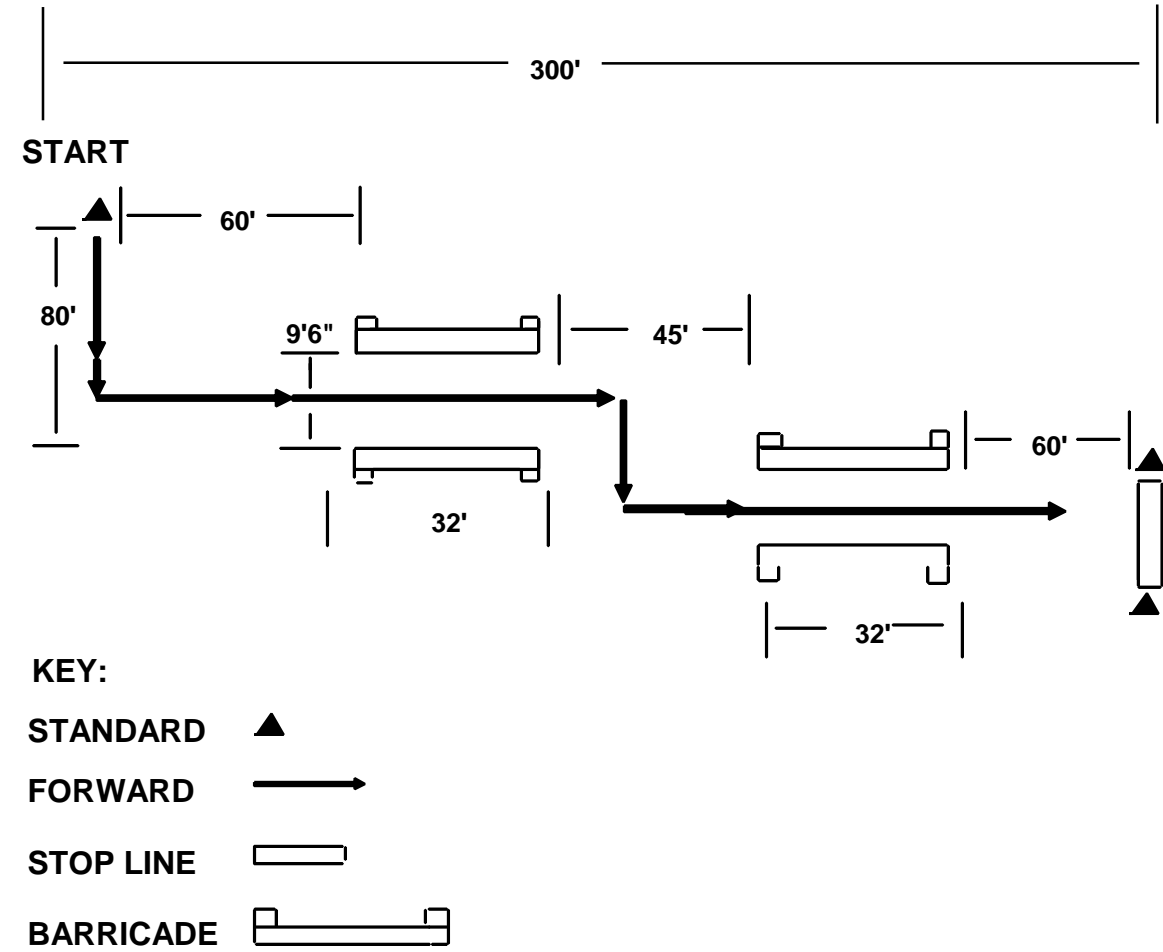 300'
START
60'
80'
9'6"
45'
60'
32'
32'
KEY:
STANDARD
FORWARD
STOP LINE
BARRICADE